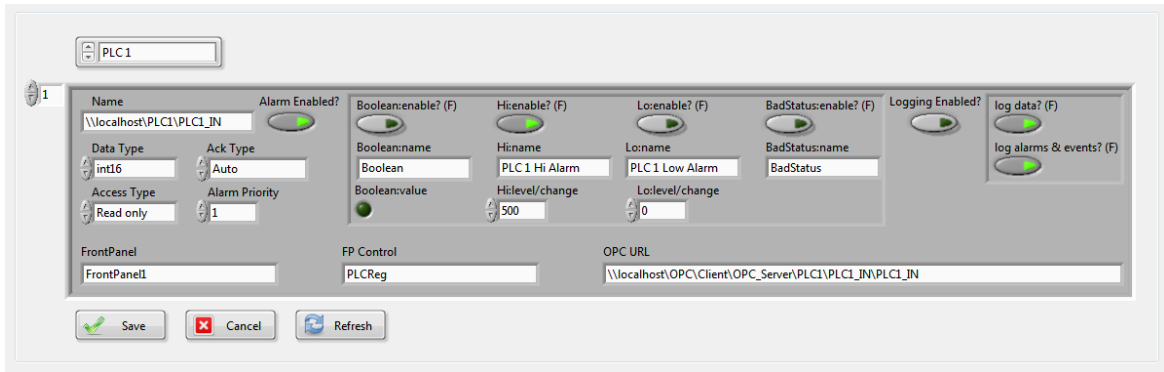 PLC 1
1
Name
Alarm Enabled?
Boolean:enable? (F)
Hi:enable? (F)
Lo:enable? (F)
BadStatus:enable? (F)
Logging Enabled?
log data? (F)
\\localhost\PLC1\PLC1_IN
Data Type
Ack Type
Boolean:name
Hi:name
Lo:name
BadStatus:name
log alarms & events? (F)
int16
Auto
Boolean
PLC 1 Hi Alarm
PLC 1 Low Alarm
BadStatus
Access Type
Alarm Priority
Boolean:value
Hi:level/change
Lo:level/change
Read only
1
500
0
FrontPanel
FP Control
OPC URL
FrontPanel1
PLCReg
\\localhost\OPC\Client\OPC_Server\PLC1\PLC1_IN\PLC1_IN
Save
Cancel
Refresh